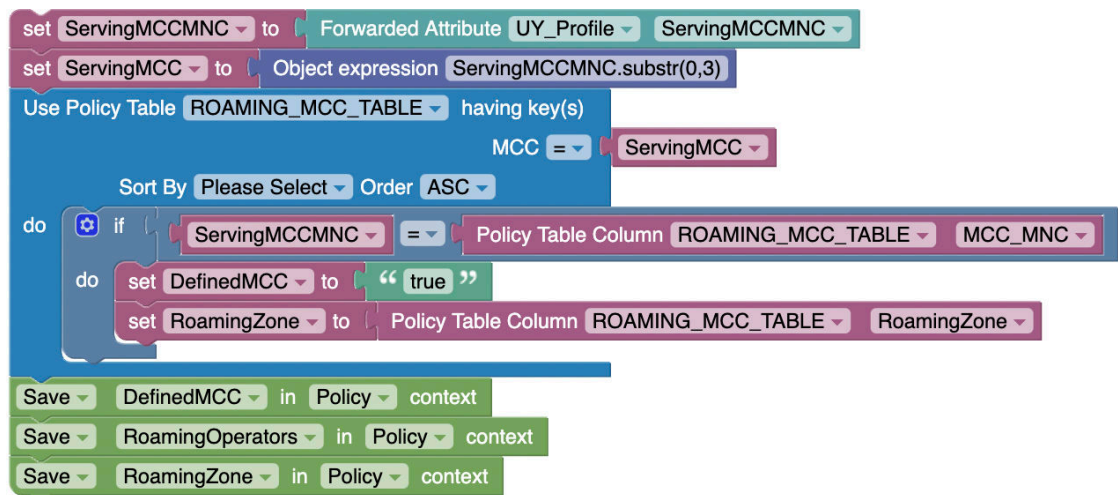 set ServingMCCMNC to Forwarded Attribute UY_Profile ServingMCCMNC
set ServingMCC to Object expression ServingMCCMNC.substr(0,3)
Use Policy Table ROAMING_MCC_TABLE having key(s)
MCC = ServingMCC
Sort By Please Select Order ASC
do if ServingMCCMNC = Policy Table Column ROAMING_MCC_TABLE MCC_MNC
do set DefinedMCC to “ true ”
set RoamingZone to Policy Table Column ROAMING_MCC_TABLE RoamingZone
Save DefinedMCC in Policy context
Save RoamingOperators in Policy context
Save RoamingZone in Policy context